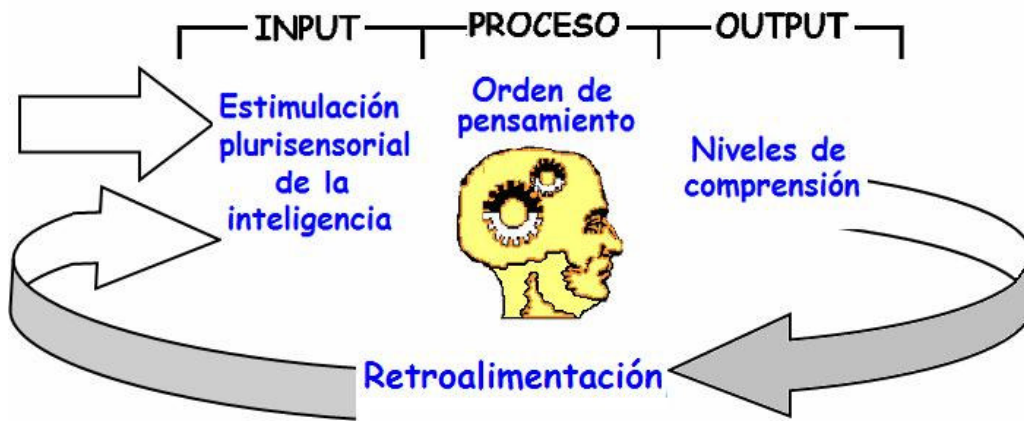 INPUT
PROCESO
OUTPUT
Estimulación
plurisensorial
de la
inteligencia
Orden de
pensamiento
Niveles de
comprensión
Retroalimentación